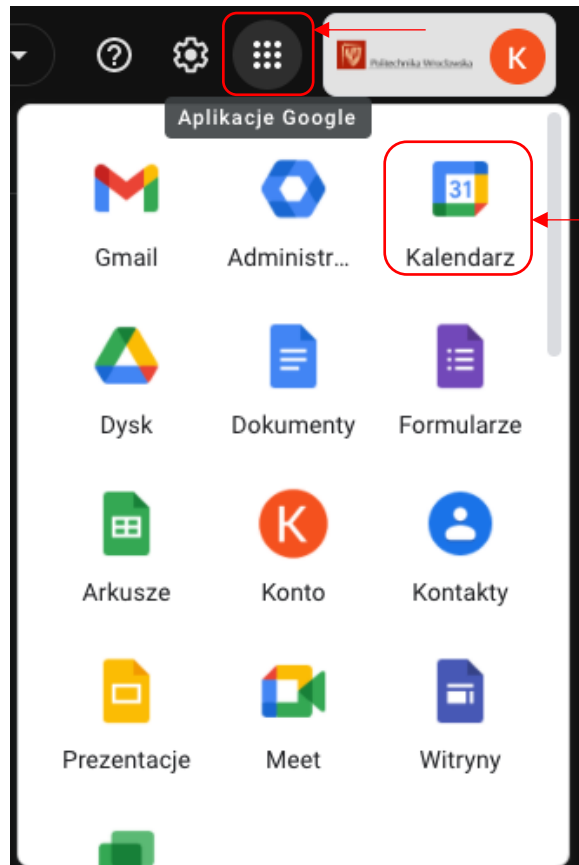 Politechnika Wrocławska
K
Aplikacje Google
31
Gmail
Administr...
Kalendarz
Dysk
Dokumenty
Formularze
K
Arkusze
Konto
Kontakty
Prezentacje
Meet
Witryny